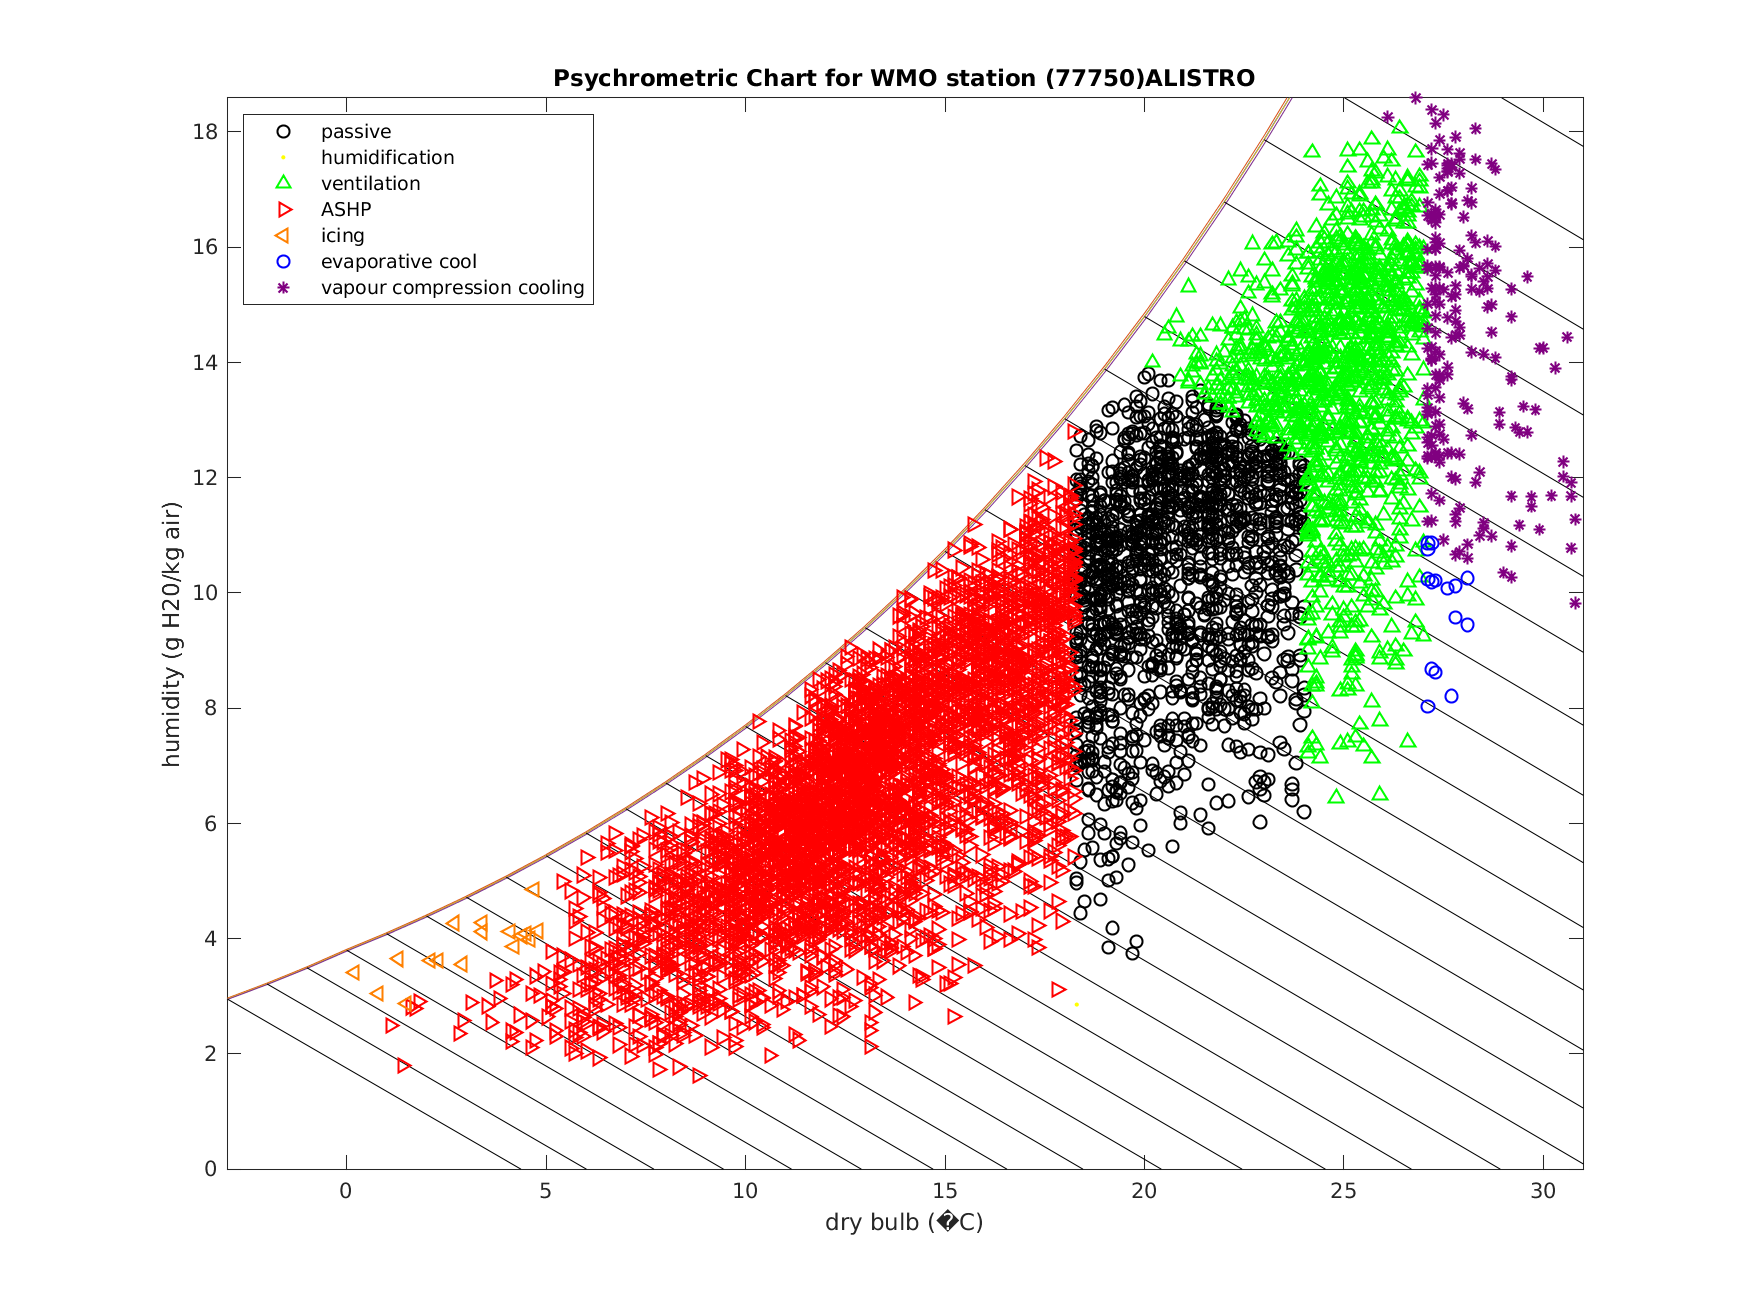 Psychrometric Chart for WMO station (77750)ALISTRO
passive
humidification
ventilation
ASHP
icing
evaporative cool
vapour compression cooling
18
16
14
12
10
8
6
4
2
0
humidity (g H20/kg air)
0 5 10 15 20 25 30
dry bulb (�C)